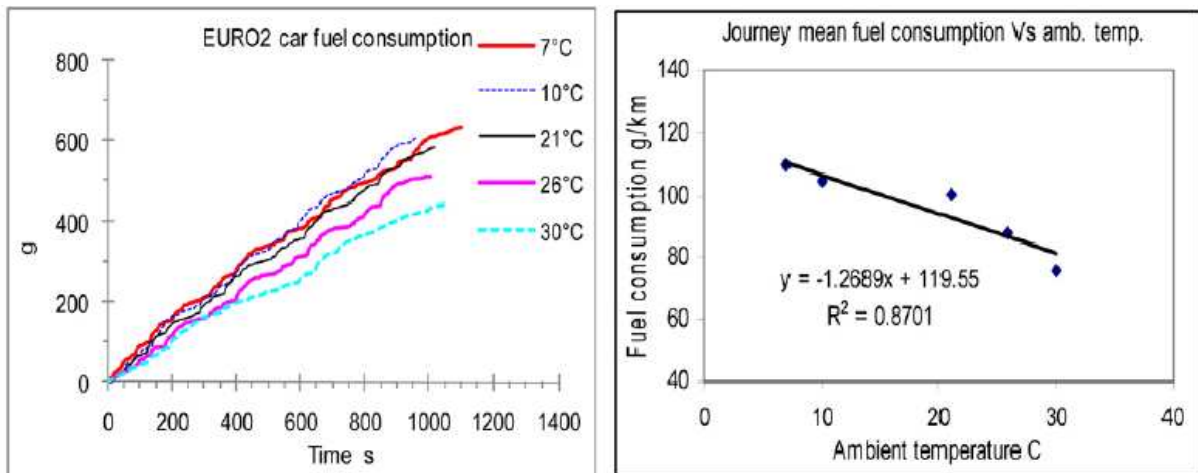 EURO2 car fuel consumption
7°C
10°C
21°C
26°C
30°C
800
600
400
200
0
g
0 200 400 600 800 1000 1200 1400
Time s
Journey mean fuel consumption Vs amb. temp.
140
120
100
80
60
40
Fuel consumption g/km
y = -1.2689x + 119.55
R² = 0.8701
0 10 20 30 40
Ambient temperature C